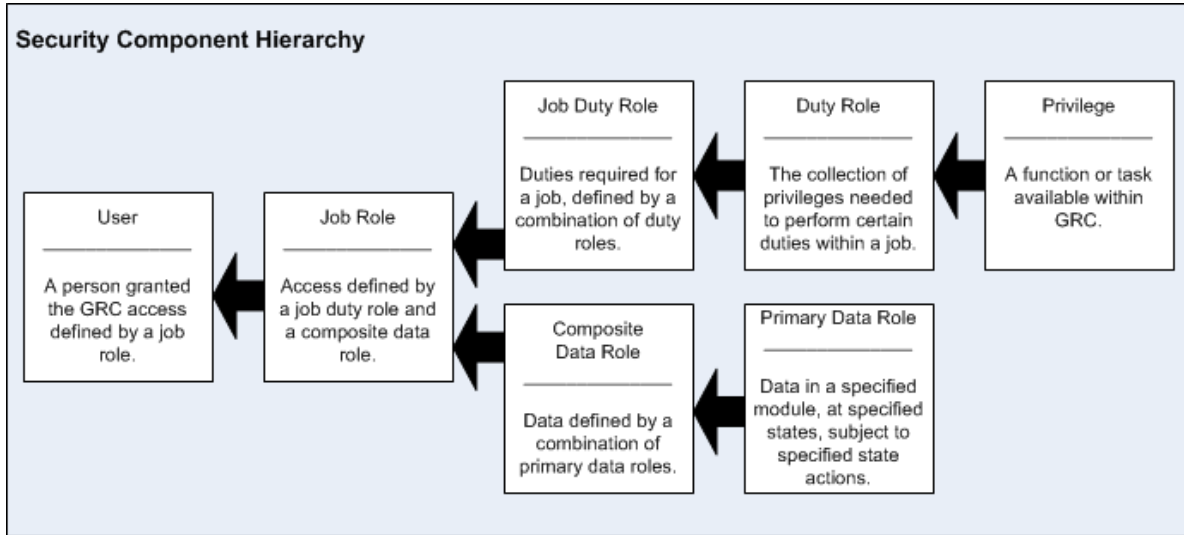 Security Component Hierarchy
Job Duty Role
Duties required for
a job, defined by a
combination of duty
roles.
Duty Role
The collection of
privileges needed
to perform certain
duties within a job.
Privilege
A function or task
available within
GRC.
User
A person granted
the GRC access
defined by a job
role.
Job Role
Access defined by
a job duty role and
a composite data
role.
Composite
Data Role
Data defined by a
combination of
primary data roles.
Primary Data Role
Data in a specified
module, at specified
states, subject to
specified state
actions.